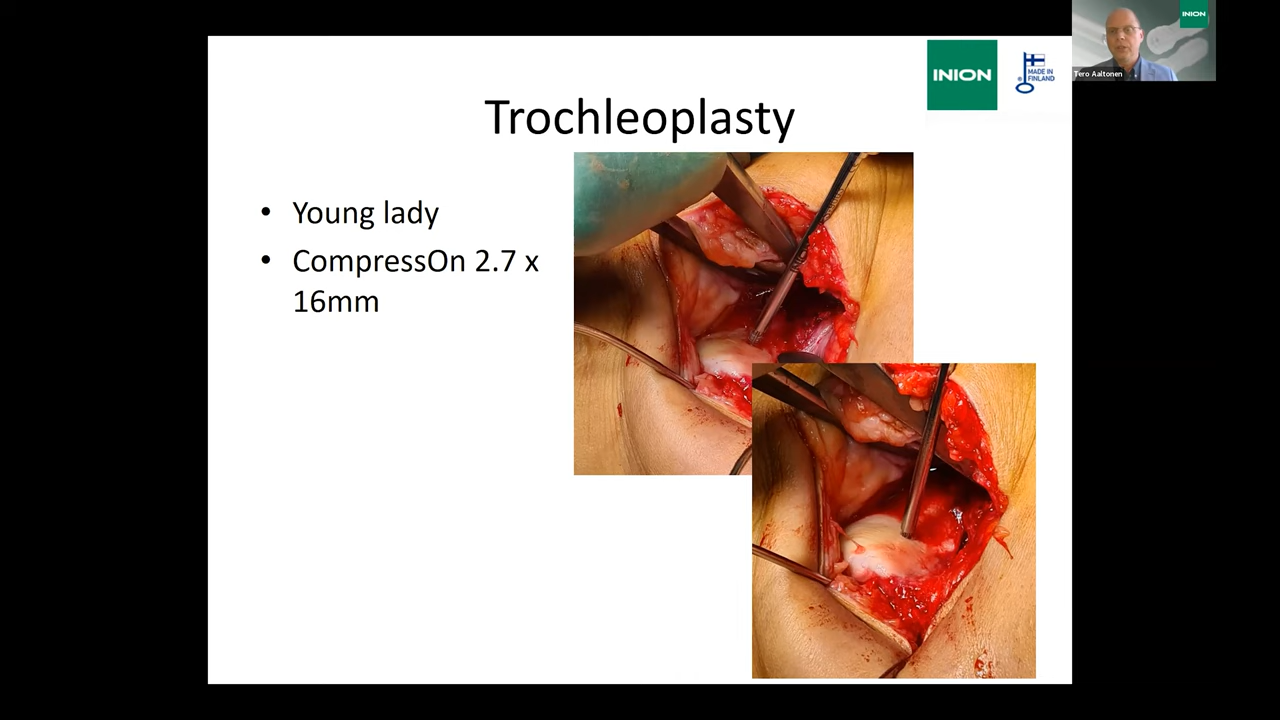 INION
INION
MADE IN
FINLAND
Tero Aaltonen
Trochleoplasty
• Young lady
• CompressOn 2.7 x
16mm